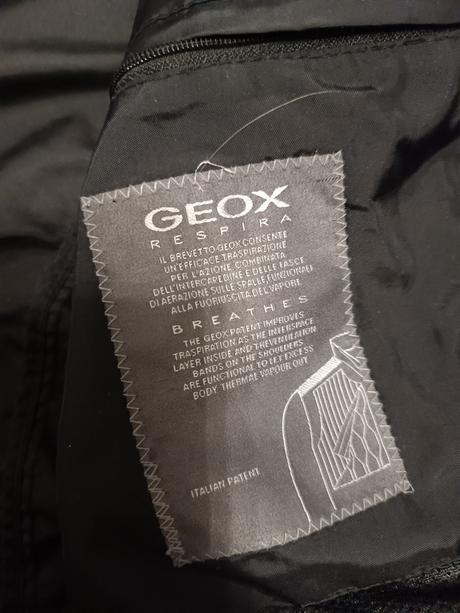 GEOX
RESPIRA
IL BREVETTO GEOX CONSENTE
UN'EFFICACE TRASPIRAZIONE
PER L'AZIONE COMBINATA
DELL'INTERCAPEDINE E DELLE FASCE
DI AERAZIONE SULLE SPALLE FUNZIONALI
ALLA FUORIUSCITA DEL VAPORE
BREATHES
THE GEOX PATENT IMPROVES
TRASPIRATION AS THE INTERSPACE
LAYER INSIDE AND THEVENTILATION
BANDS ON THE SHOULDERS
ARE FUNCTIONAL TO LET EXCESS
BODY THERMAL VAPOUR OUT
ITALIAN PATENT